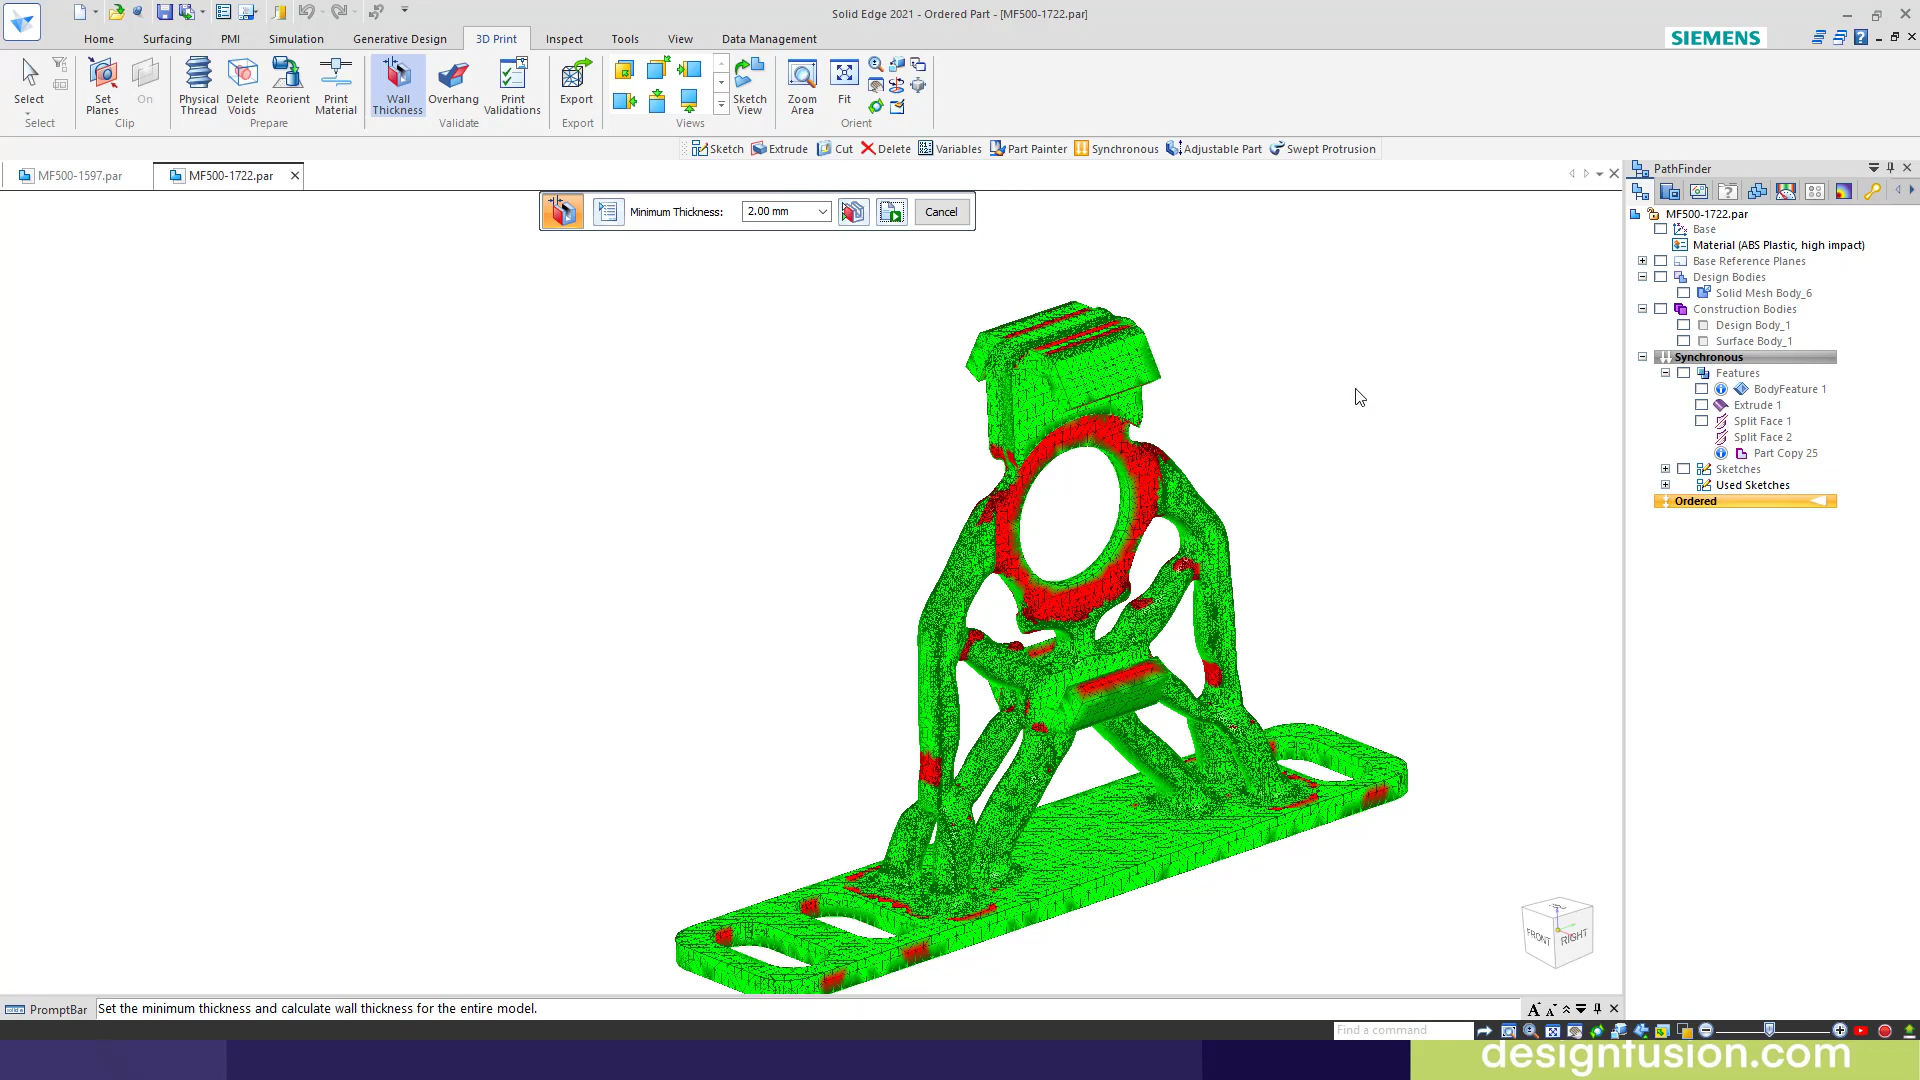 Solid Edge 2021 - Ordered Part - [MF500-1722.par]
Home Surfacing PMI Simulation Generative Design 3D Print Inspect Tools View Data Management
SIEMENS
Select Set Planes On Physical Thread Delete Voids Reorient Print Material Wall Thickness Overhang Print Validations Export Sketch View Zoom Area Fit
Select Clip Prepare Validate Export Views Orient
Sketch Extrude Cut Delete Variables Part Painter Synchronous Adjustable Part Swept Protrusion
MF500-1597.par MF500-1722.par
Minimum Thickness: 2.00 mm Cancel
PathFinder
MF500-1722.par
Base
Material (ABS Plastic, high impact)
Base Reference Planes
Design Bodies
Solid Mesh Body_6
Construction Bodies
Design Body_1
Surface Body_1
Synchronous
Features
BodyFeature 1
Extrude 1
Split Face 1
Split Face 2
Part Copy 25
Sketches
Used Sketches
Ordered
FRONT RIGHT
PromptBar Set the minimum thickness and calculate wall thickness for the entire model.
Find a command
designfusion.com